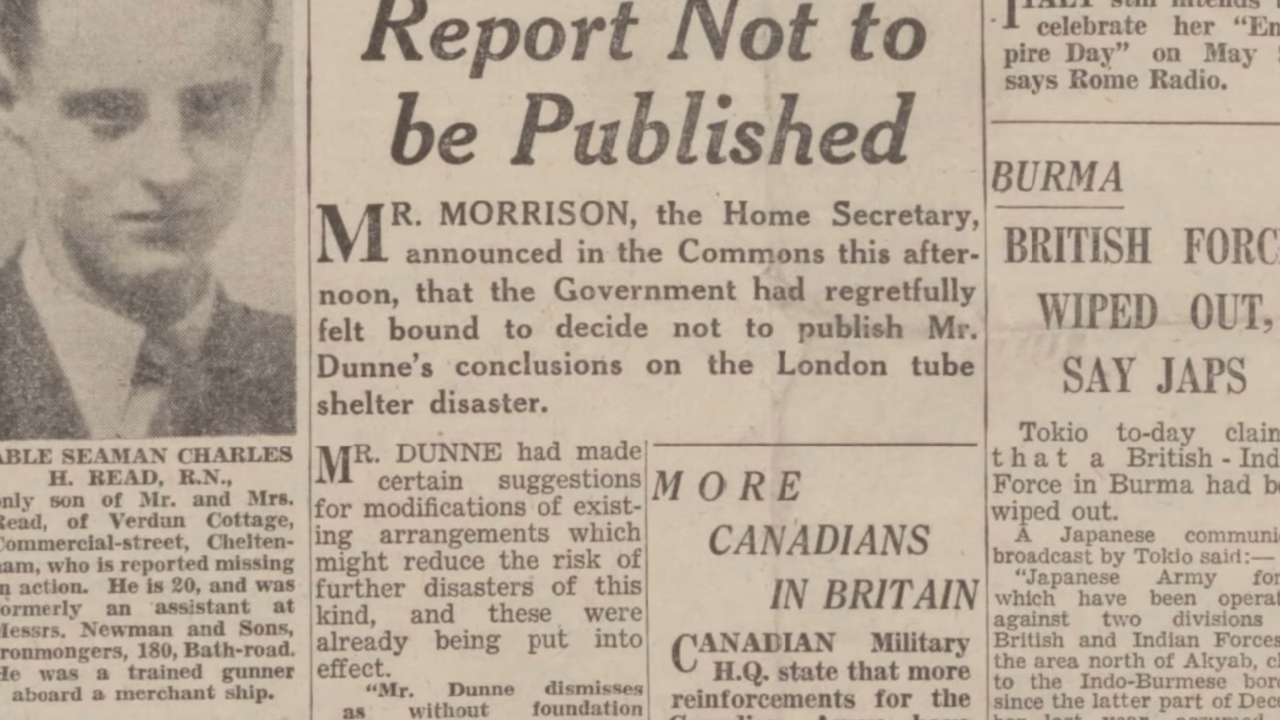 Report Not to
be Published
MR. MORRISON, the Home Secretary,
announced in the Commons this after-
noon, that the Government had regretfully
felt bound to decide not to publish Mr.
Dunne's conclusions on the London tube
shelter disaster.
ABLE SEAMAN CHARLES
H. READ, R.N.,
only son of Mr. and Mrs.
Read, of Verdun Cottage,
Commercial-street, Chelten-
ham, who is reported missing
in action. He is 20, and was
formerly an assistant at
Messrs. Newman and Sons,
ironmongers, 180, Bath-road.
He was a trained gunner
aboard a merchant ship.
MR. DUNNE had made
certain suggestions
for modifications of exist-
ing arrangements which
might reduce the risk of
further disasters of this
kind, and these were
already being put into
effect.
"Mr. Dunne dismisses
as without foundation
MORE
CANADIANS
IN BRITAIN
CANADIAN Military
H.Q. state that more
reinforcements for the
celebrate her "Em
pire Day" on May
says Rome Radio.
BURMA
BRITISH FORC
WIPED OUT,
SAY JAPS
Tokio to-day claim
that a British-Ind
Force in Burma had be
wiped out.
A Japanese communi
broadcast by Tokio said:—
"Japanese Army for
which have been operat
against two divisions
British and Indian Forces
the area north of Akyab, cl
to the Indo-Burmese bor
since the latter part of Dec